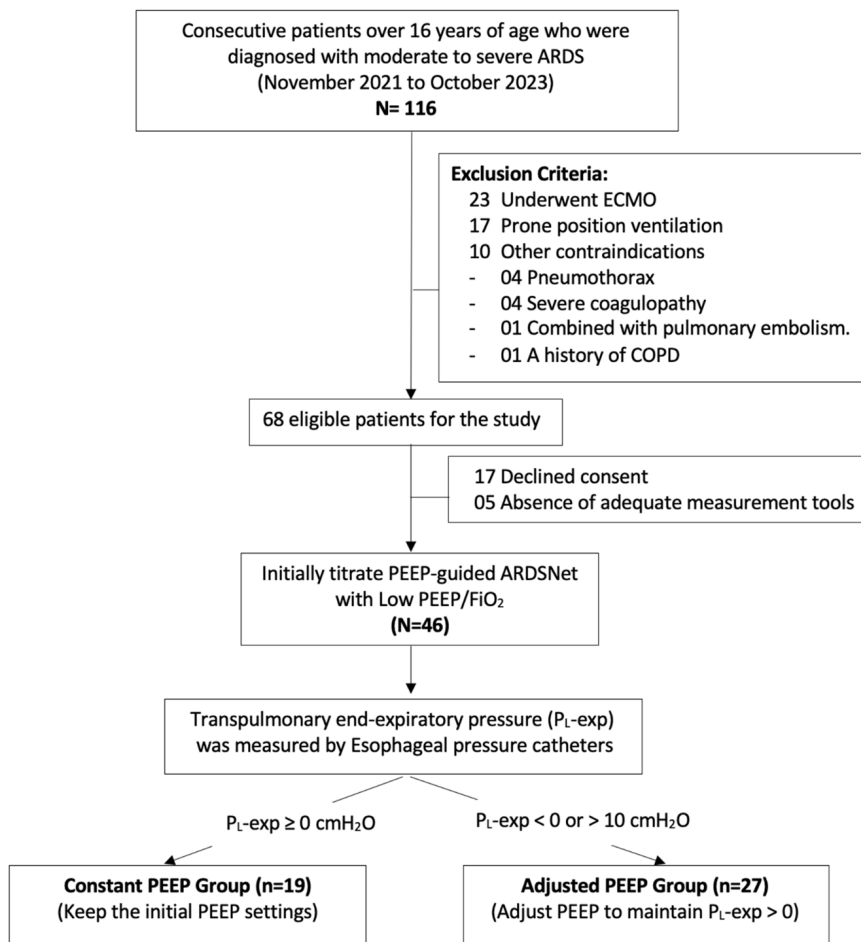 Consecutive patients over 16 years of age who were
diagnosed with moderate to severe ARDS
(November 2021 to October 2023)
N= 116
Exclusion Criteria:
23 Underwent ECMO
17 Prone position ventilation
10 Other contraindications
- 04 Pneumothorax
- 04 Severe coagulopathy
- 01 Combined with pulmonary embolism.
- 01 A history of COPD
68 eligible patients for the study
17 Declined consent
05 Absence of adequate measurement tools
Initially titrate PEEP-guided ARDSNet
with Low PEEP/FiO₂
(N=46)
Transpulmonary end-expiratory pressure (P_L-exp)
was measured by Esophageal pressure catheters
P_L-exp ≥ 0 cmH₂O
P_L-exp < 0 or > 10 cmH₂O
Constant PEEP Group (n=19)
(Keep the initial PEEP settings)
Adjusted PEEP Group (n=27)
(Adjust PEEP to maintain P_L-exp > 0)